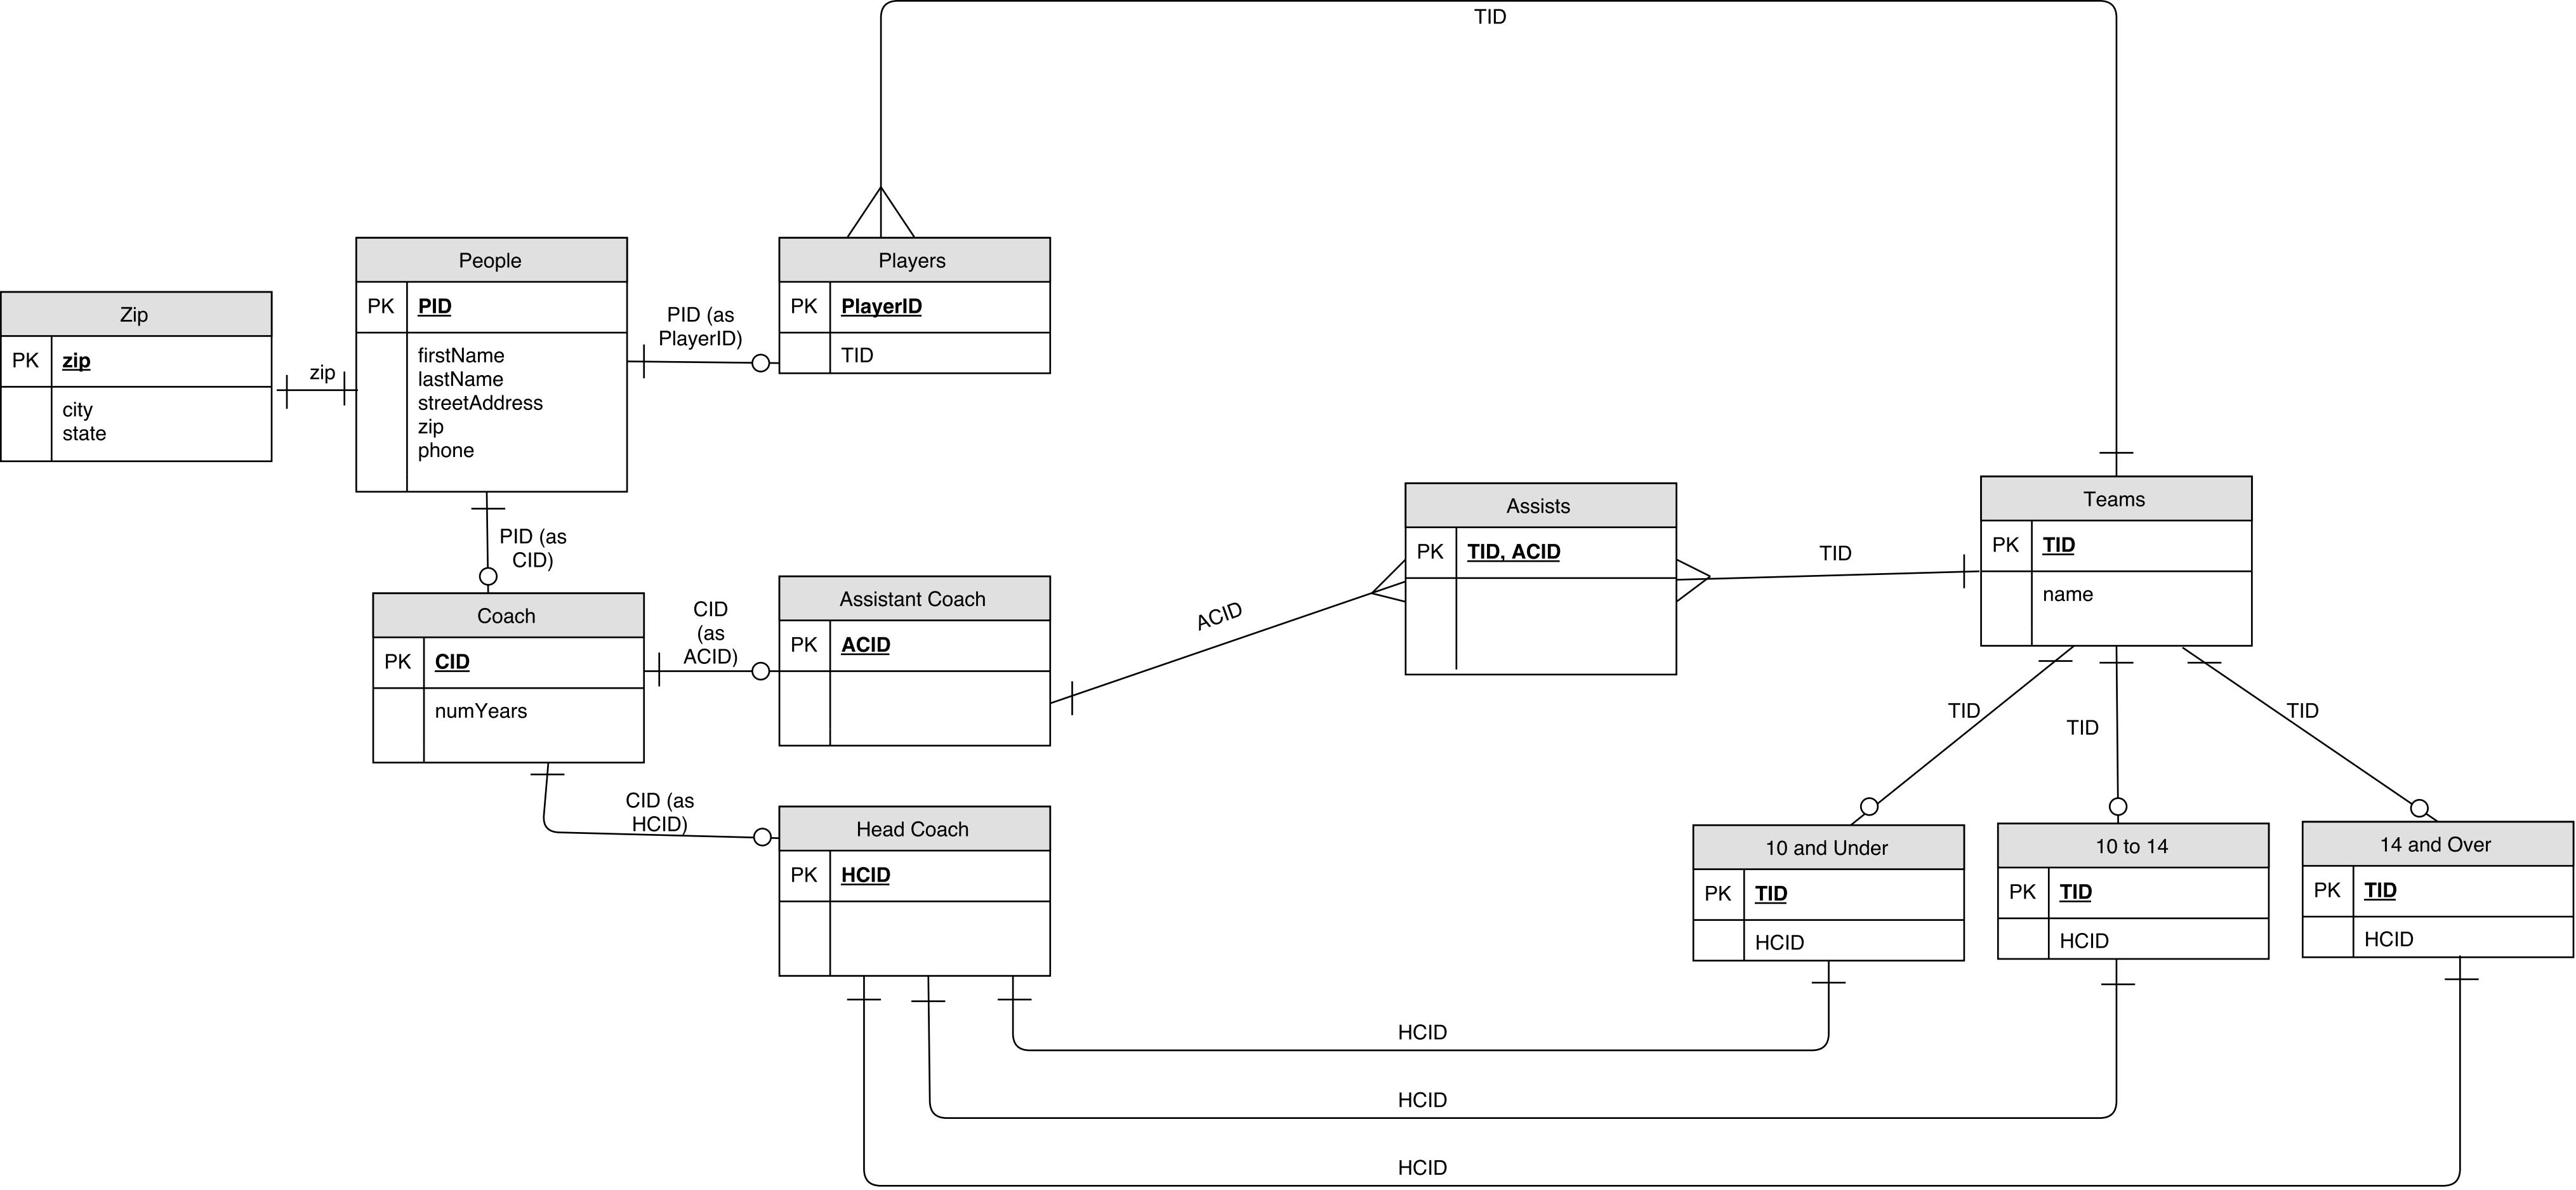 TID
People
PK PID
firstName
lastName
streetAddress
zip
phone
PID (as
PlayerID)
Players
PK PlayerID
TID
Zip
PK zip
city
state
zip
PID (as
CID)
Coach
PK CID
numYears
CID
(as
ACID)
Assistant Coach
PK ACID
ACID
Assists
PK TID, ACID
TID
Teams
PK TID
name
CID (as
HCID)
Head Coach
PK HCID
TID
TID
TID
10 and Under
PK TID
HCID
10 to 14
PK TID
HCID
14 and Over
PK TID
HCID
HCID
HCID
HCID